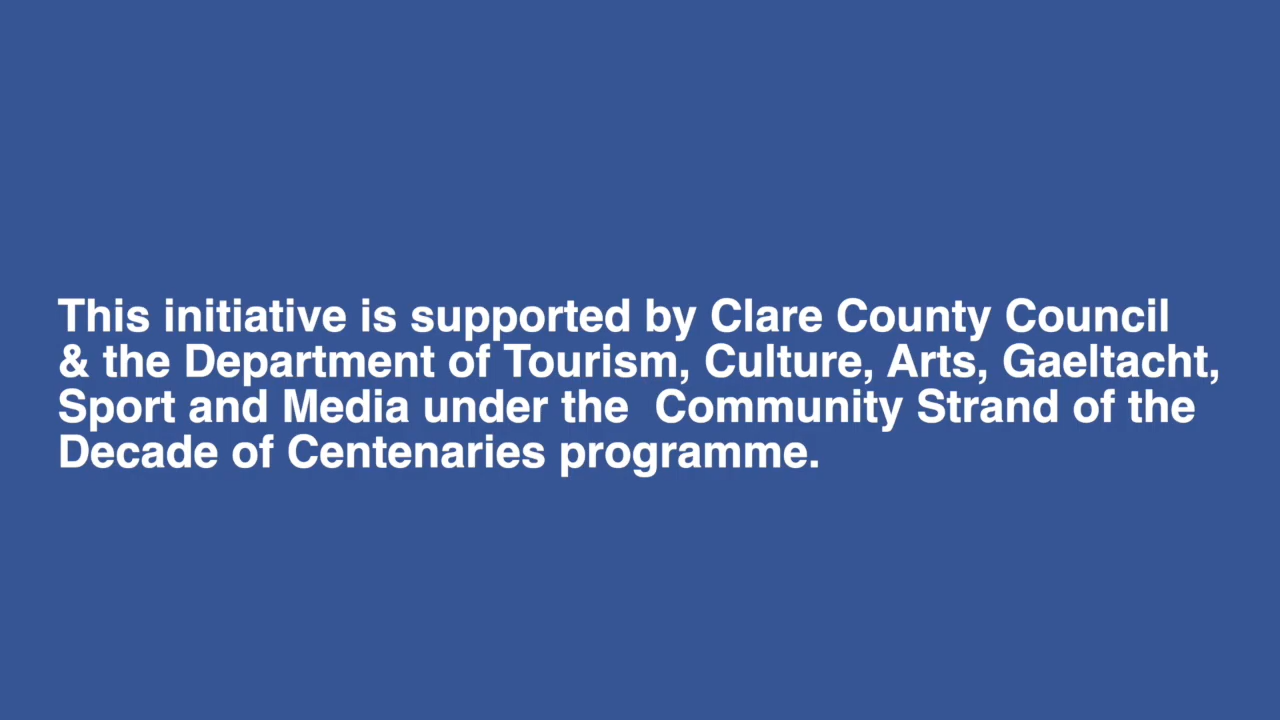 This initiative is supported by Clare County Council
& the Department of Tourism, Culture, Arts, Gaeltacht,
Sport and Media under the  Community Strand of the
Decade of Centenaries programme.